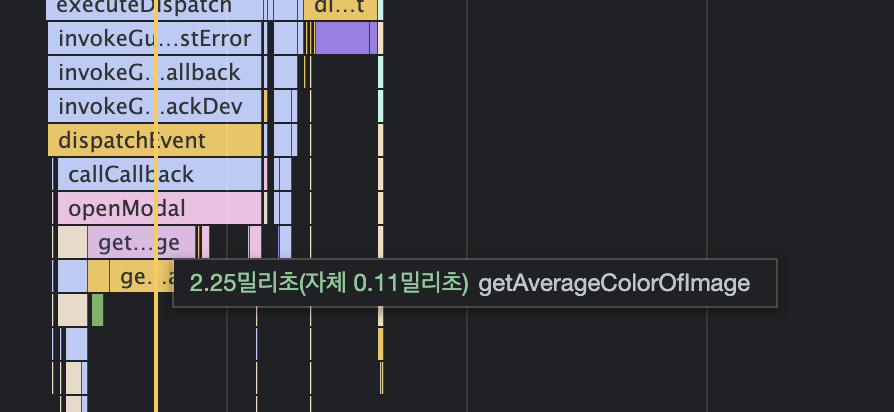 executeDispatch di…t
invokeGu…stError
invokeG…allback
invokeG…ackDev
dispatchEvent
callCallback
openModal
get…ge
ge…a
2.25밀리초(자체 0.11밀리초) getAverageColorOfImage